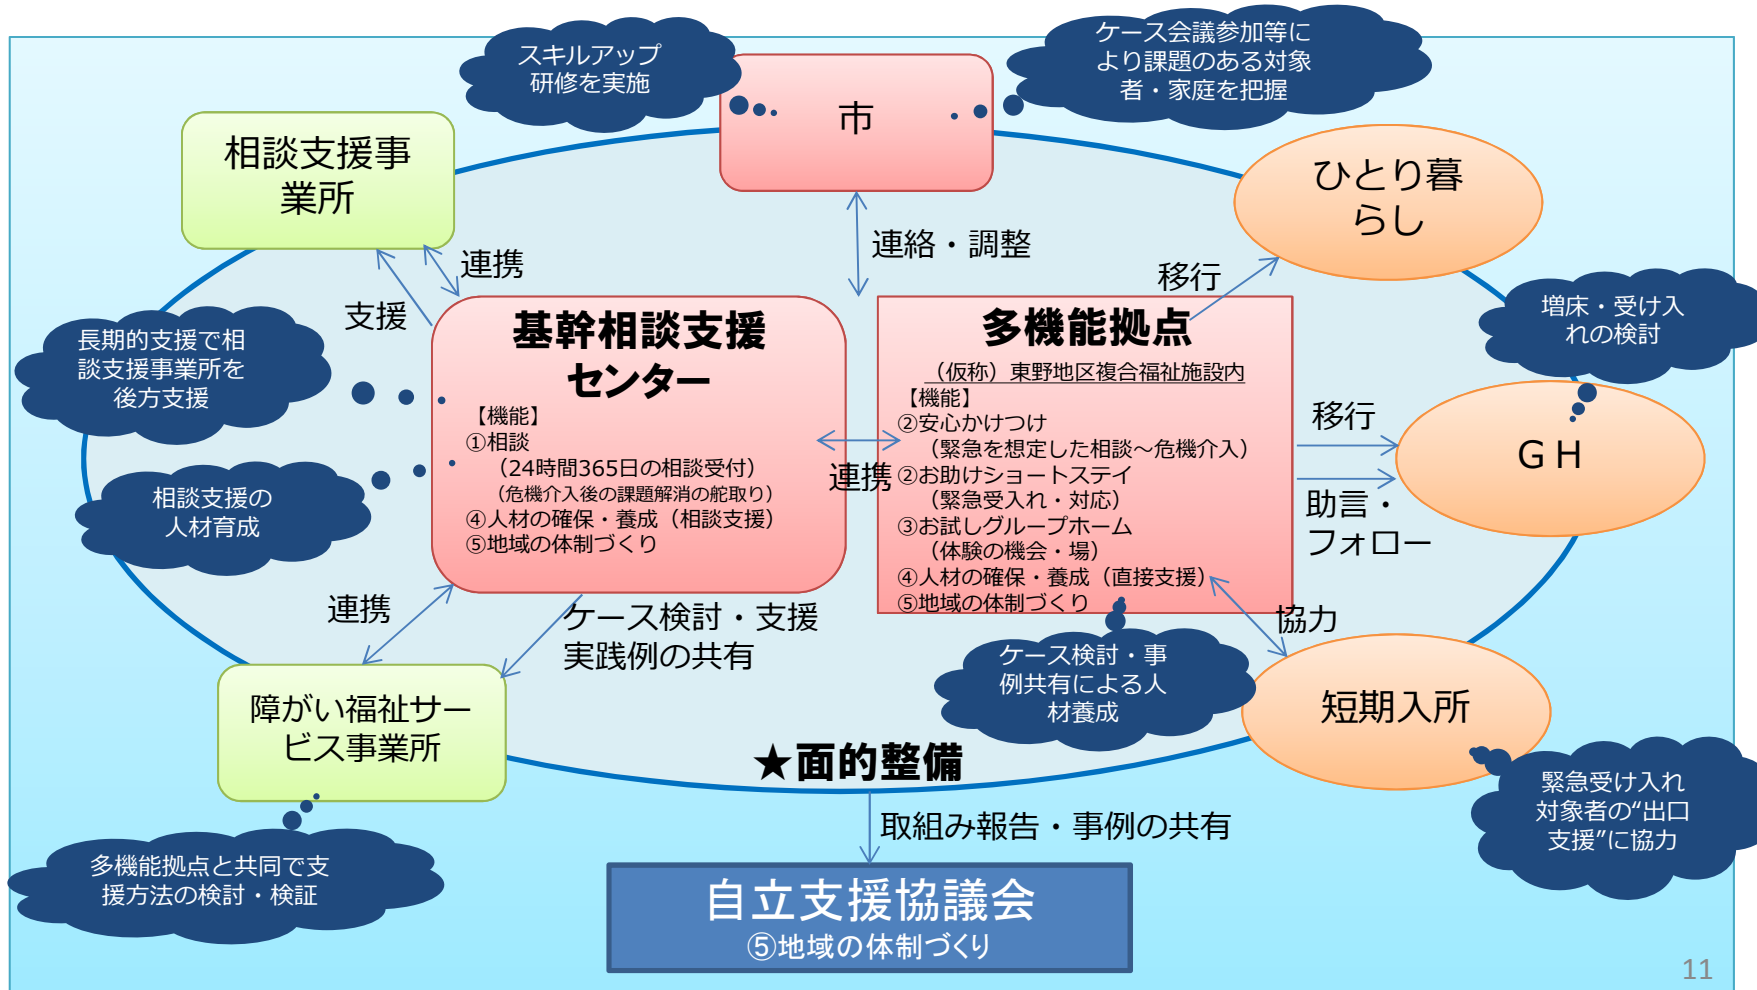 スキルアップ
研修を実施
ケース会議参加等に
より課題のある対象
者・家庭を把握
市
相談支援事
業所
ひとり暮
らし
連絡・調整
連携
支援
移行
長期的支援で相
談支援事業所を
後方支援
増床・受け入
れの検討
基幹相談支援
センター
【機能】
①相談
（24時間365日の相談受付）
（危機介入後の課題解消の舵取り）
④人材の確保・養成（相談支援）
⑤地域の体制づくり
連携
多機能拠点
（仮称）東野地区複合福祉施設内
【機能】
②安心かけつけ
（緊急を想定した相談～危機介入）
②お助けショートステイ
（緊急受入れ・対応）
③お試しグループホーム
（体験の機会・場）
④人材の確保・養成（直接支援）
⑤地域の体制づくり
移行
ＧＨ
助言・
フォロー
相談支援の
人材育成
連携
ケース検討・支援
実践例の共有
協力
ケース検討・事
例共有による人
材養成
障がい福祉サー
ビス事業所
短期入所
★面的整備
緊急受け入れ
対象者の“出口
支援”に協力
取組み報告・事例の共有
多機能拠点と共同で支
援方法の検討・検証
自立支援協議会
⑤地域の体制づくり
11